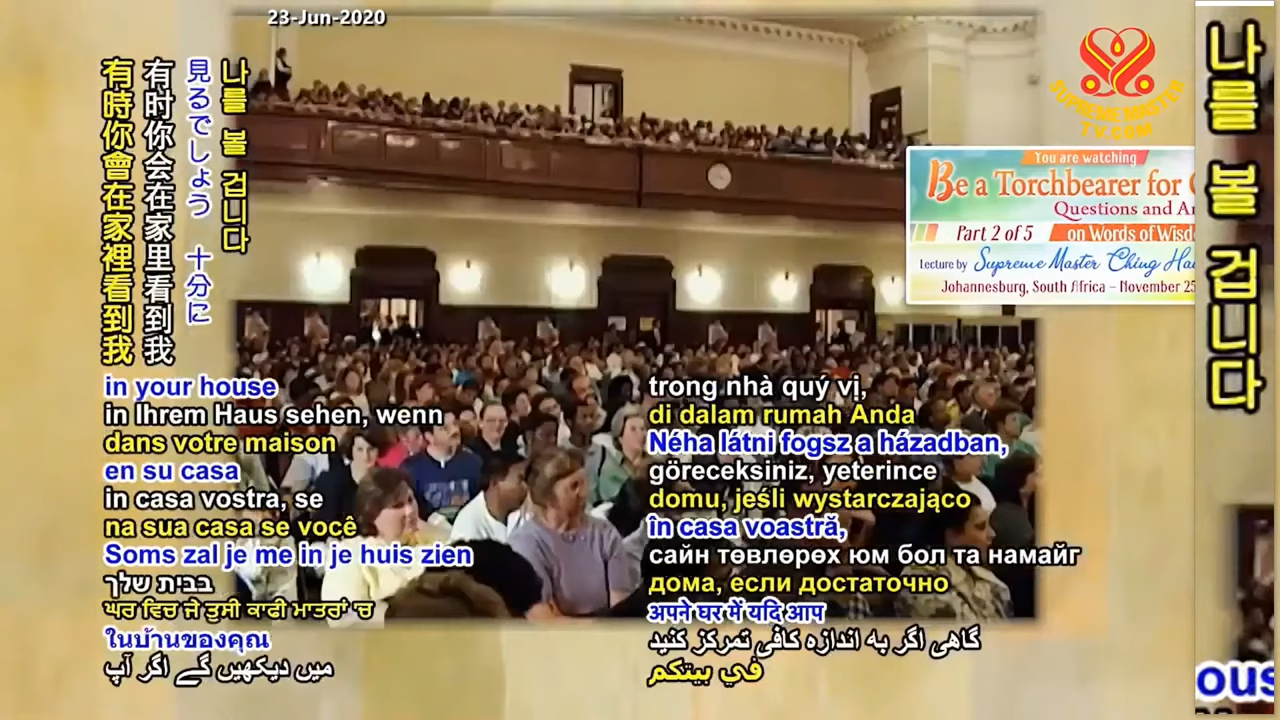 23-Jun-2020
SUPREME MASTER
TV.COM
You are watching
Be a Torchbearer for
Questions and
Part 2 of 5
on Words of
Lecture by Supreme Master Ching
Johannesburg, South Africa – November 25
나를 볼 겁니다
見るでしょう 十分に
有时你会在家里看到我
有時你會在家裡看到我
in your house
in Ihrem Haus sehen, wenn
dans votre maison
en su casa
in casa vostra, se
na sua casa se você
Soms zal je me in je huis zien
בבית שלך
ਘਰ ਵਿਚ ਜੇ ਤੁਸੀ ਕਾਫੀ ਮਾਤਰਾਂ 'ਚ
ในบ้านของคุณ
میں دیکھیں گے اگر آپ
trong nhà quý vị,
di dalam rumah Anda
Néha látni fogsz a házadban,
göreceksiniz, yeterince
domu, jeśli wystarczająco
în casa voastră,
сайн төвлөрөх юм бол та намайг
дома, если достаточно
अपने घर में यदि आप
گاهی اگر به اندازه کافی تمرکز کنید
في بيتكم
나를 볼 겁니다